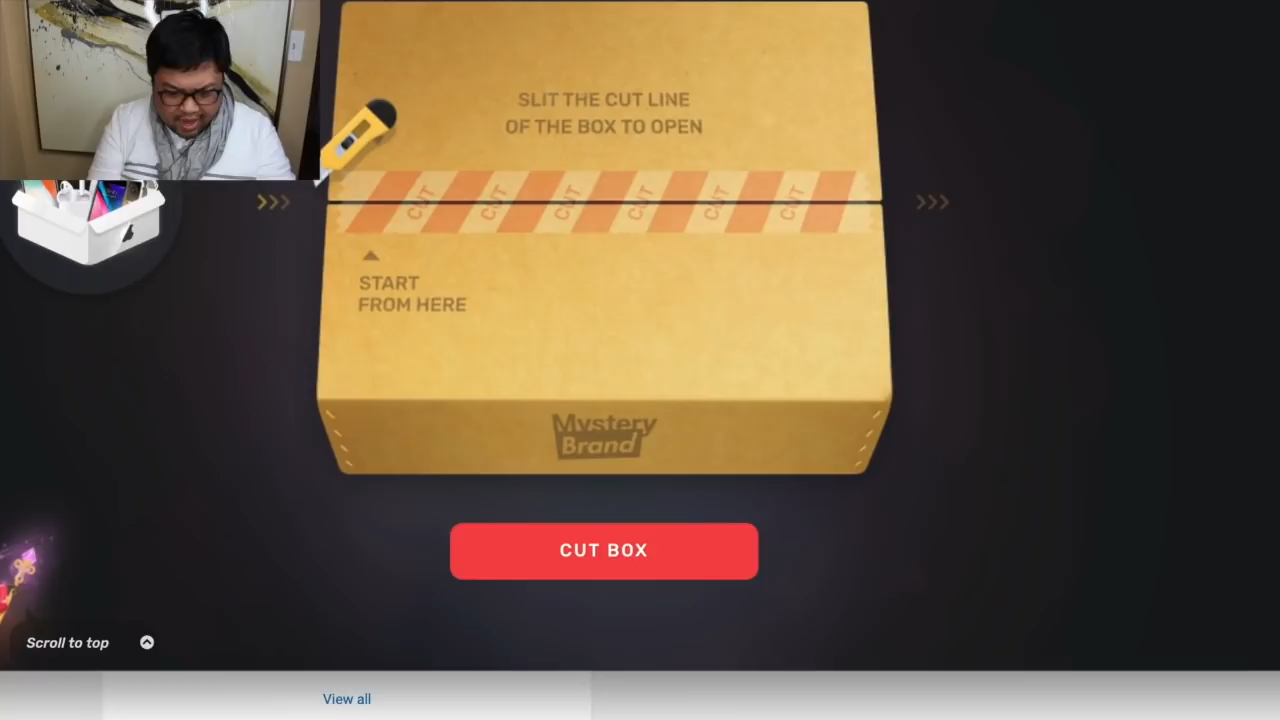 SLIT THE CUT LINE
OF THE BOX TO OPEN
CUT CUT CUT CUT CUT CUT
START
FROM HERE
Mystery
Brand
CUT BOX
Scroll to top
View all